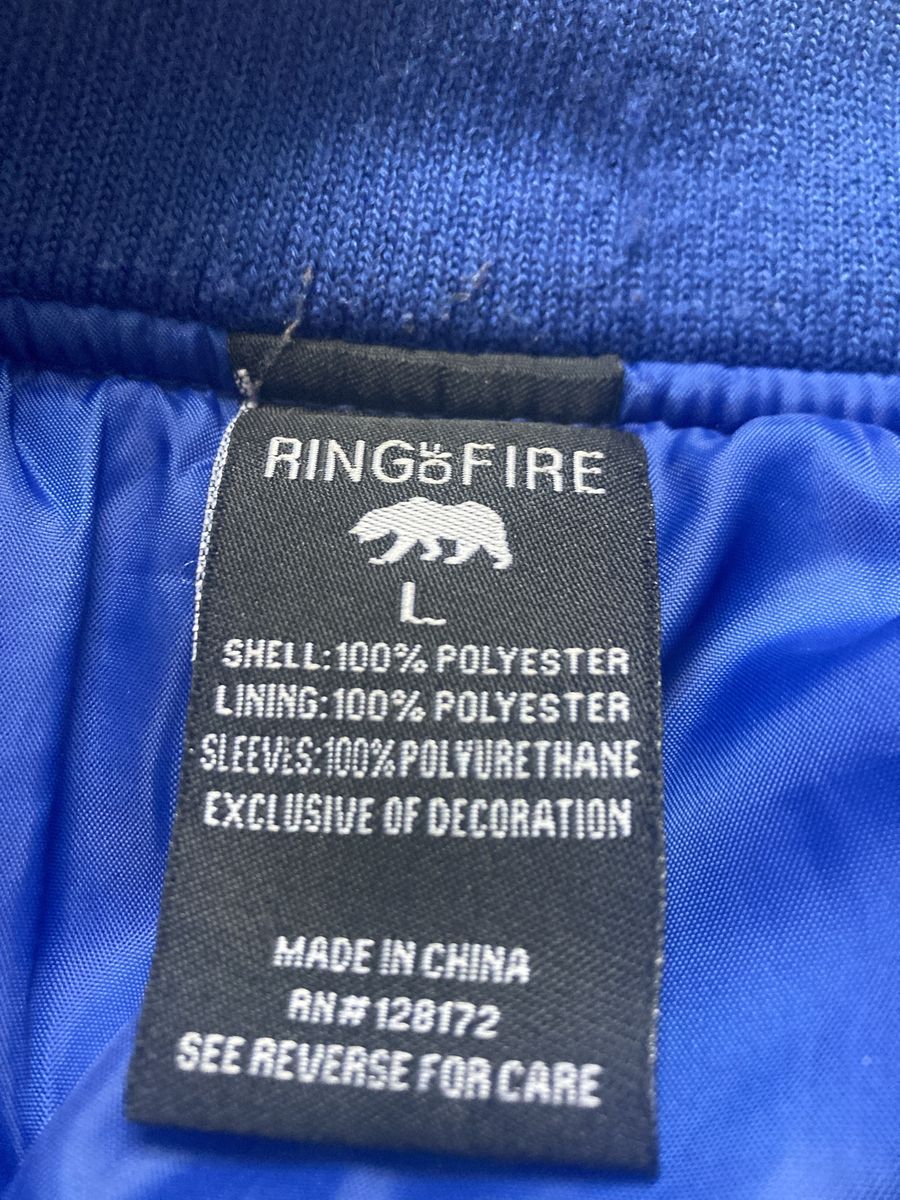 RING OF FIRE
L
SHELL:100% POLYESTER
LINING:100% POLYESTER
SLEEVES:100% POLYURETHANE
EXCLUSIVE OF DECORATION
MADE IN CHINA
RN#128172
SEE REVERSE FOR CARE